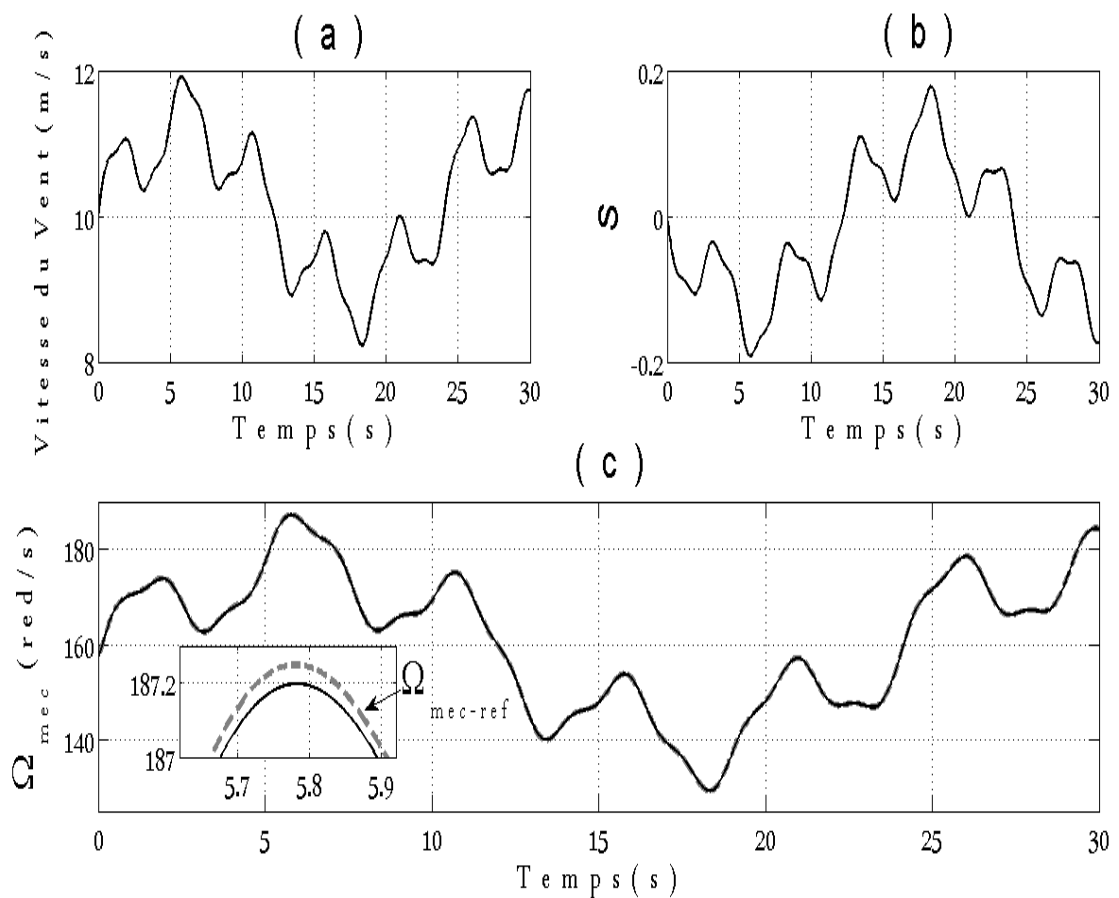 ( a )
( b )
Vitesse du Vent (m/s)
12
10
8
0 5 10 15 20 25 30
Temps(s)
s
0.2
0
-0.2
0 5 10 15 20 25 30
Temps(s)
( c )
Ω mec (red/s)
180
160
140
187.2
187
5.7 5.8 5.9
Ω mec-ref
0 5 10 15 20 25 30
Temps(s)